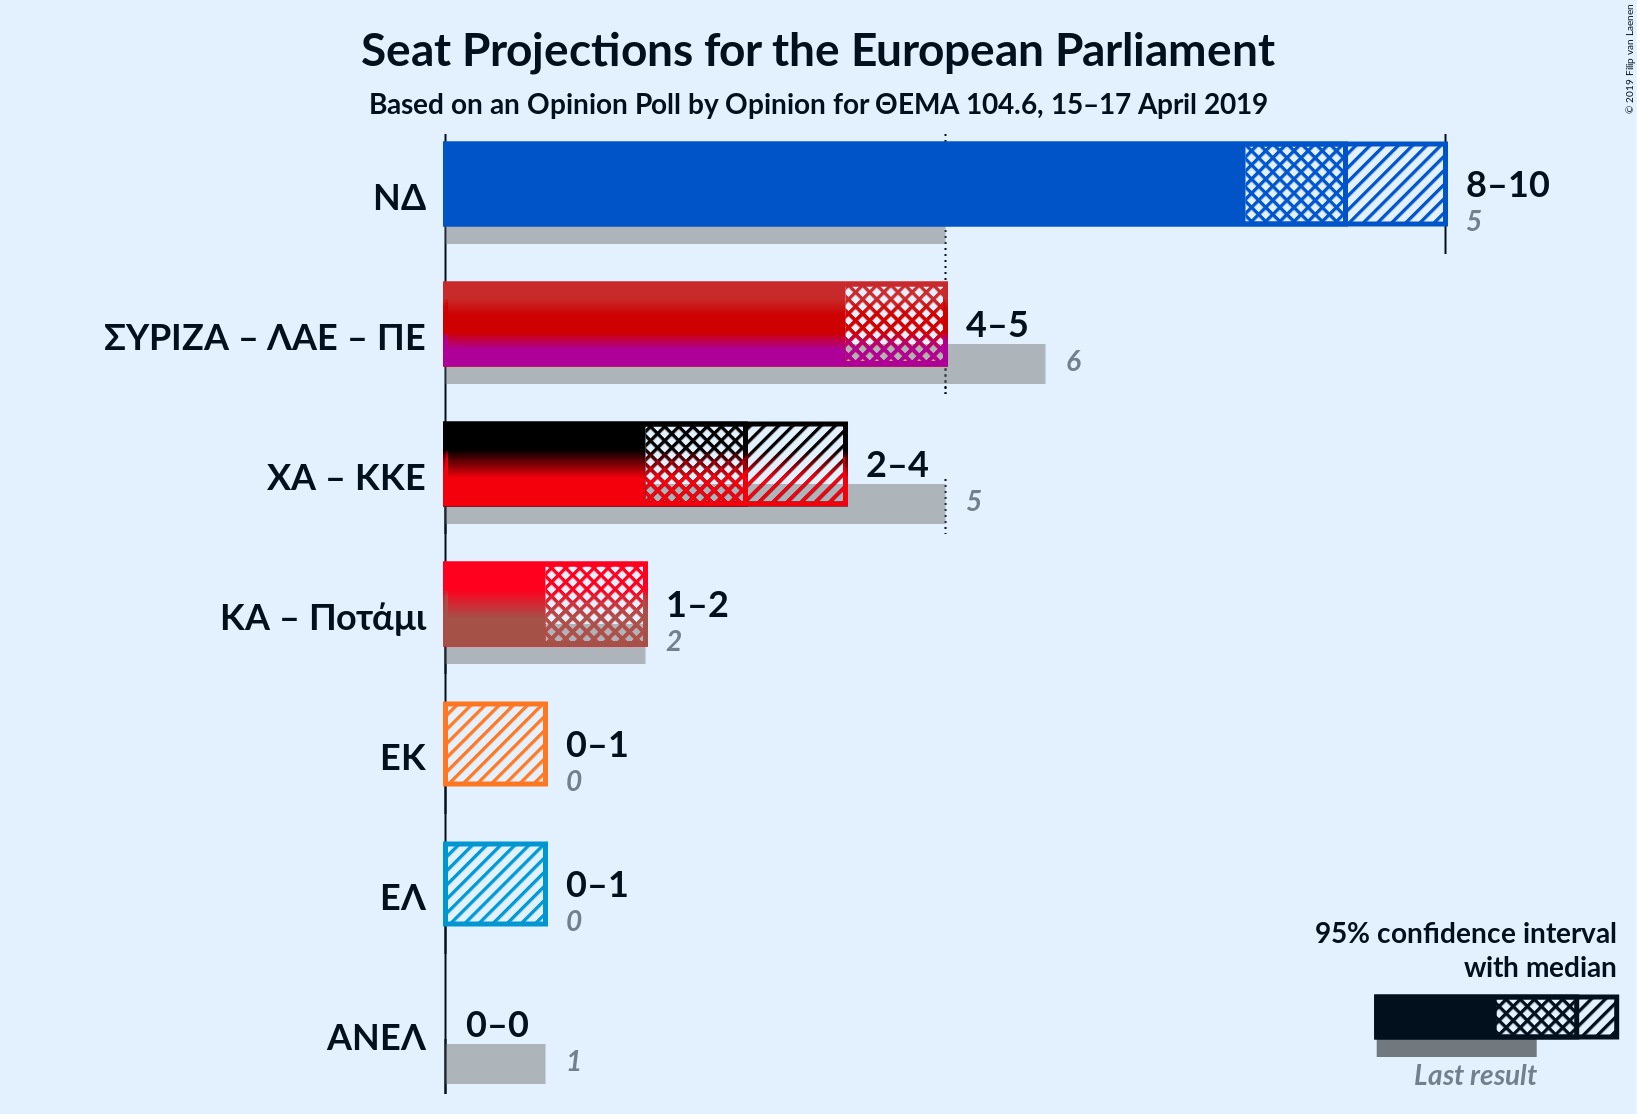 Seat Projections for the European Parliament
Based on an Opinion Poll by Opinion for ΘΕΜΑ 104.6, 15–17 April 2019
© 2019 Filip van Laenen
ΝΔ
8–10
5
ΣΥΡΙΖΑ – ΛΑΕ – ΠΕ
4–5
6
ΧΑ – ΚΚΕ
2–4
5
ΚΑ – Ποτάμι
1–2
2
ΕΚ
0–1
0
ΕΛ
0–1
0
ΑΝΕΛ
0–0
1
95% confidence interval
with median
Last result